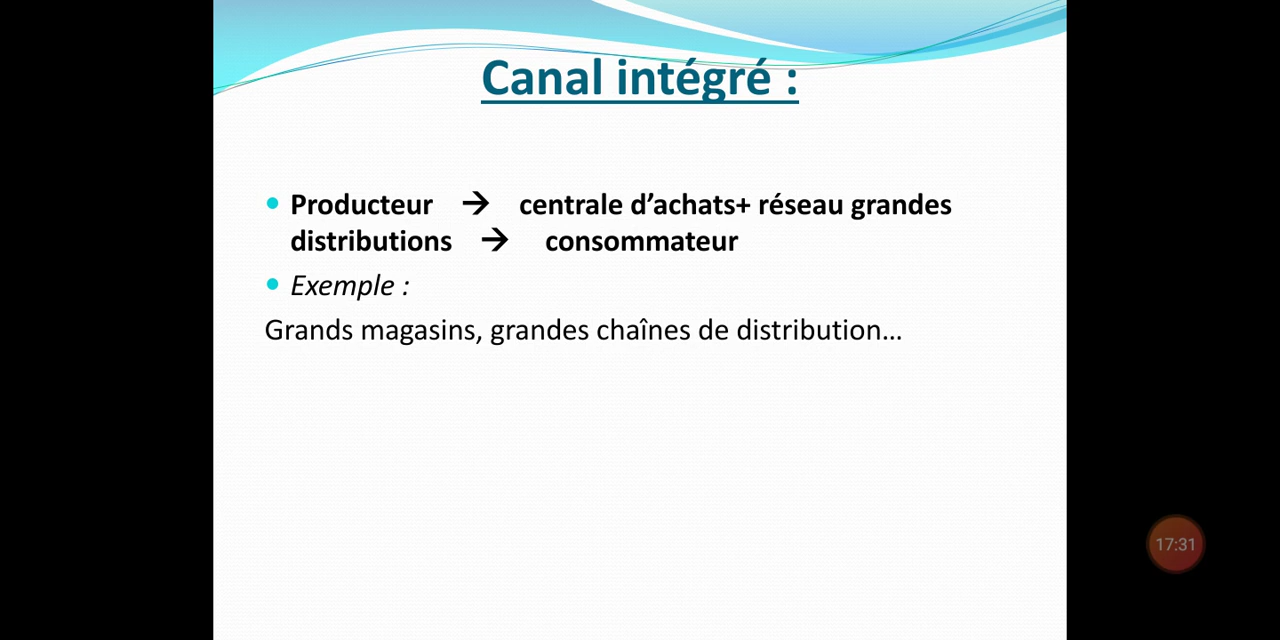 Canal intégré :
• Producteur → centrale d’achats+ réseau grandes
distributions → consommateur
• Exemple :
Grands magasins, grandes chaînes de distribution…
17:31